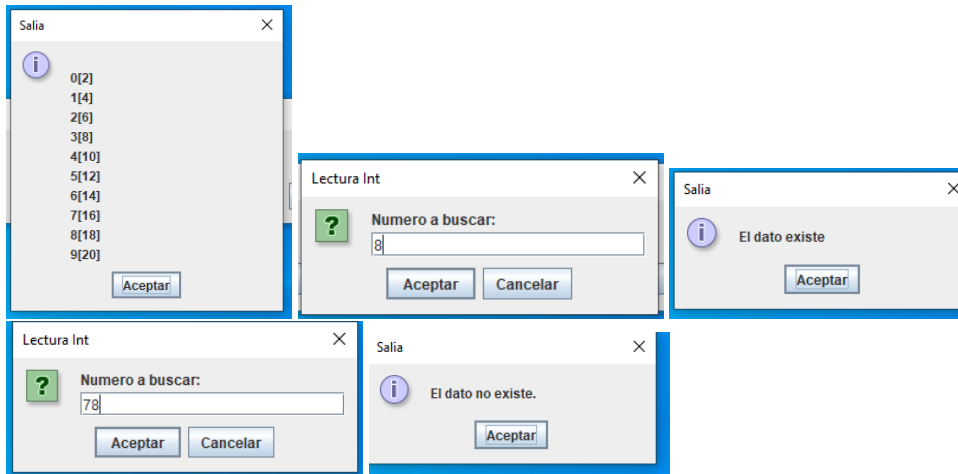 Salia
0[2]
1[4]
2[6]
3[8]
4[10]
5[12]
6[14]
7[16]
8[18]
9[20]
Aceptar
Lectura Int
Numero a buscar:
8
Aceptar Cancelar
Salia
El dato existe
Aceptar
Lectura Int
Numero a buscar:
78
Aceptar Cancelar
Salia
El dato no existe.
Aceptar